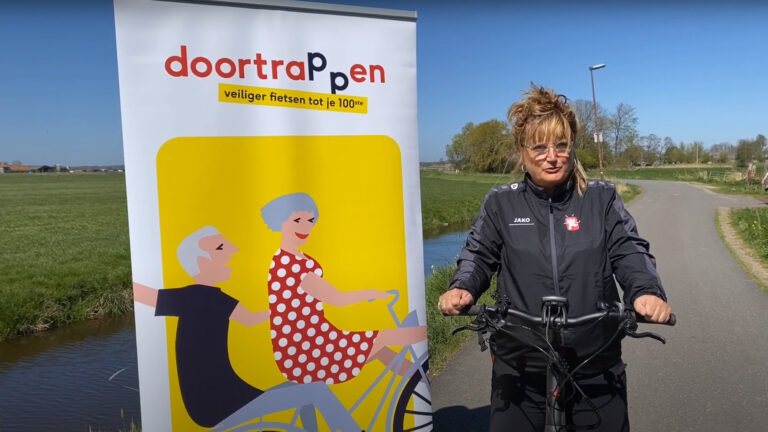 doortrappen
veiliger fietsen tot je 100ste
JAKO